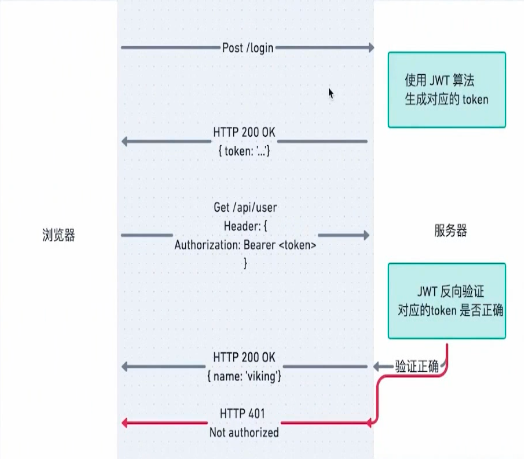 Post /login
使用 JWT 算法
生成对应的 token
HTTP 200 OK
{ token: '...'}
Get /api/user
Header: {
Authorization: Bearer <token>
}
浏览器
服务器
JWT 反向验证
对应的token 是否正确
HTTP 200 OK
{ name: 'viking'}
验证正确
HTTP 401
Not authorized